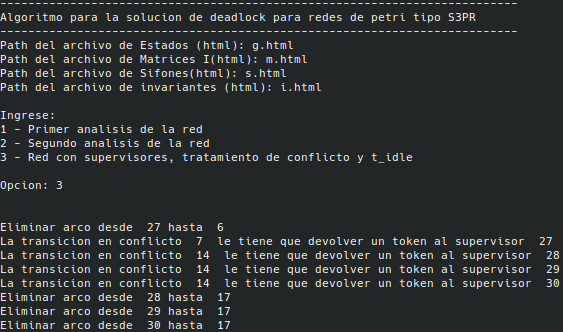 ----------------------------------------------------------------------
Algoritmo para la solucion de deadlock para redes de petri tipo S3PR
----------------------------------------------------------------------
Path del archivo de Estados (html): g.html
Path del archivo de Matrices I(html): m.html
Path del archivo de Sifones(html): s.html
Path del archivo de invariantes (html): i.html
Ingrese:
1 - Primer analisis de la red
2 - Segundo analisis de la red
3 - Red con supervisores, tratamiento de conflicto y t_idle
Opcion: 3
Eliminar arco desde  27 hasta  6
La transicion en conflicto  7  le tiene que devolver un token al supervisor  27
La transicion en conflicto  14  le tiene que devolver un token al supervisor  28
La transicion en conflicto  14  le tiene que devolver un token al supervisor  29
La transicion en conflicto  14  le tiene que devolver un token al supervisor  30
Eliminar arco desde  28 hasta  17
Eliminar arco desde  29 hasta  17
Eliminar arco desde  30 hasta  17